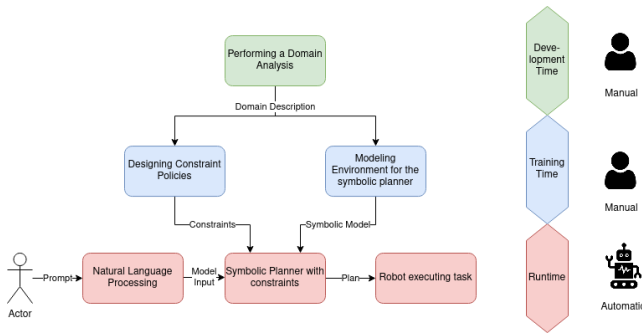 Performing a Domain
Analysis
Deve-
lopment
Time
Manual
Domain Description
Designing Constraint
Policies
Modeling
Environment for the
symbolic planner
Training
Time
Manual
Constraints
Symbolic Model
Actor
Prompt
Natural Language
Processing
Model
Input
Symbolic Planner with
constraints
Plan
Robot executing task
Runtime
Automatic